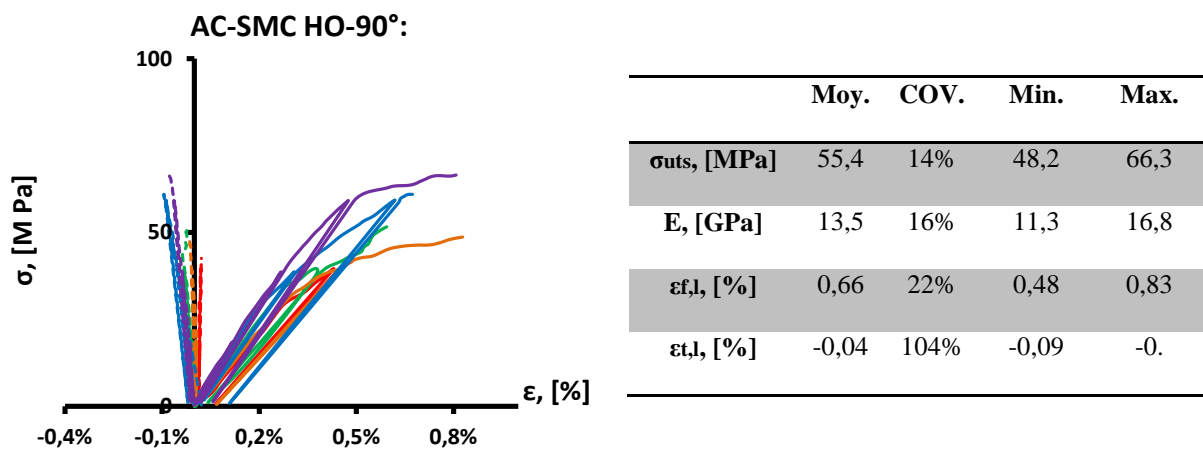 AC-SMC HO-90°:
100
50
0
σ, [M Pa]
ε, [%]
-0,4% -0,1% 0,2% 0,5% 0,8%
Moy. COV. Min. Max.
σuts, [MPa] 55,4 14% 48,2 66,3
E, [GPa] 13,5 16% 11,3 16,8
εf,l, [%] 0,66 22% 0,48 0,83
εt,l, [%] -0,04 104% -0,09 -0.